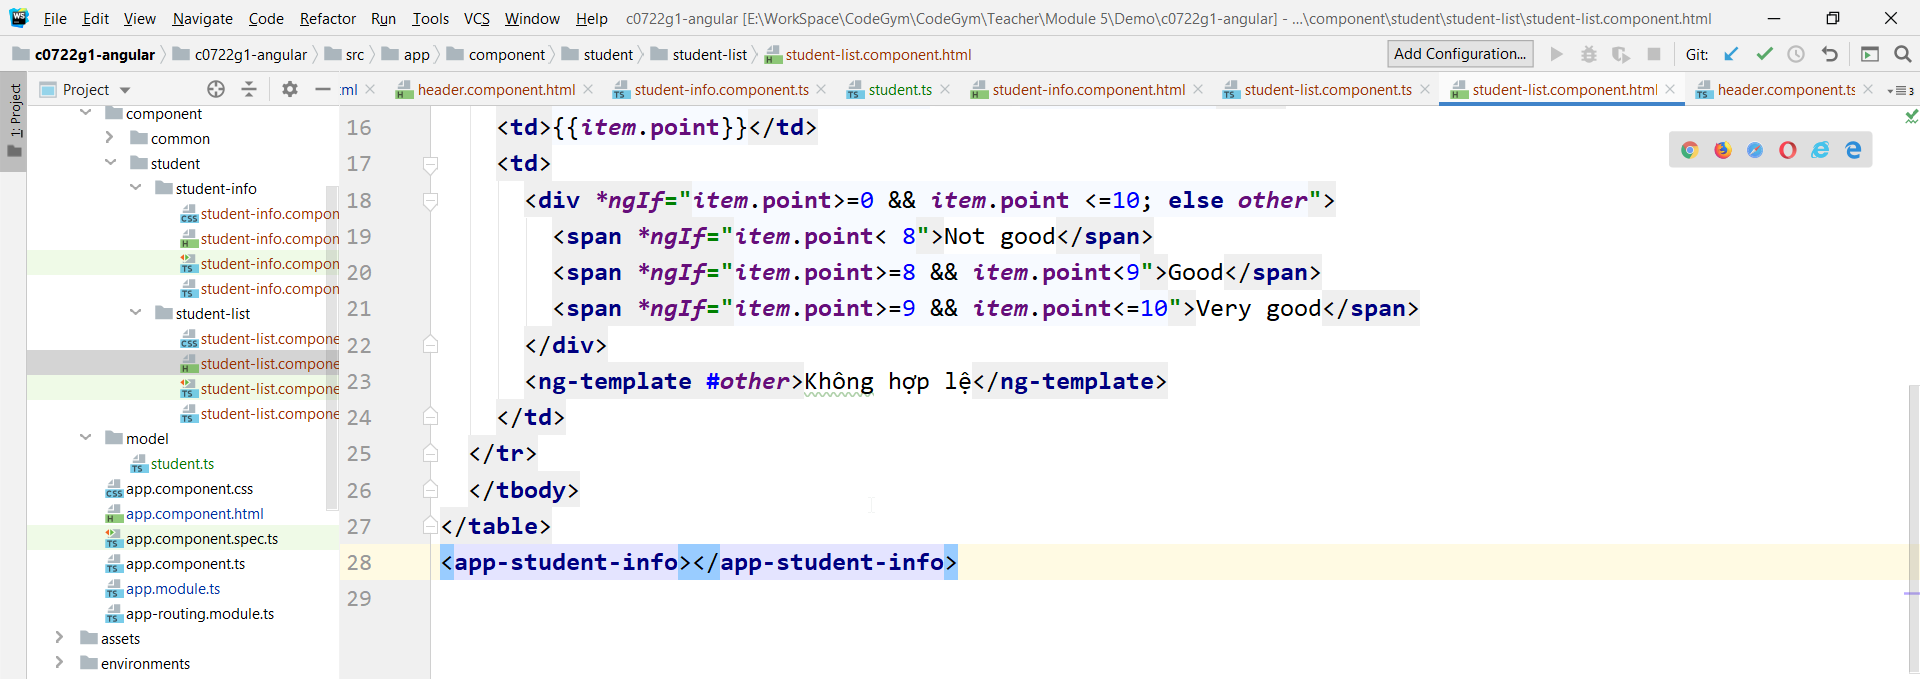 File Edit View Navigate Code Refactor Run Tools VCS Window Help c0722g1-angular [E:\WorkSpace\CodeGym\CodeGym\Teacher\Module 5\Demo\c0722g1-angular] - ...\component\student\student-list\student-list.component.html
c0722g1-angular c0722g1-angular src app component student student-list student-list.component.html Add Configuration... Git:
1: Project
Project
ml header.component.html student-info.component.ts student.ts student-info.component.html student-list.component.ts student-list.component.html header.component.ts 3
component
common
student
student-info
student-info.compon
student-info.compon
student-info.compon
student-info.compon
student-list
student-list.compone
student-list.compone
student-list.compone
student-list.compone
model
student.ts
app.component.css
app.component.html
app.component.spec.ts
app.component.ts
app.module.ts
app-routing.module.ts
assets
environments
16 <td>{{item.point}}</td>
17 <td>
18 <div *ngIf="item.point>=0 && item.point <=10; else other">
19 <span *ngIf="item.point< 8">Not good</span>
20 <span *ngIf="item.point>=8 && item.point<9">Good</span>
21 <span *ngIf="item.point>=9 && item.point<=10">Very good</span>
22 </div>
23 <ng-template #other>Không hợp lệ</ng-template>
24 </td>
25 </tr>
26 </tbody>
27 </table>
28 <app-student-info></app-student-info>
29